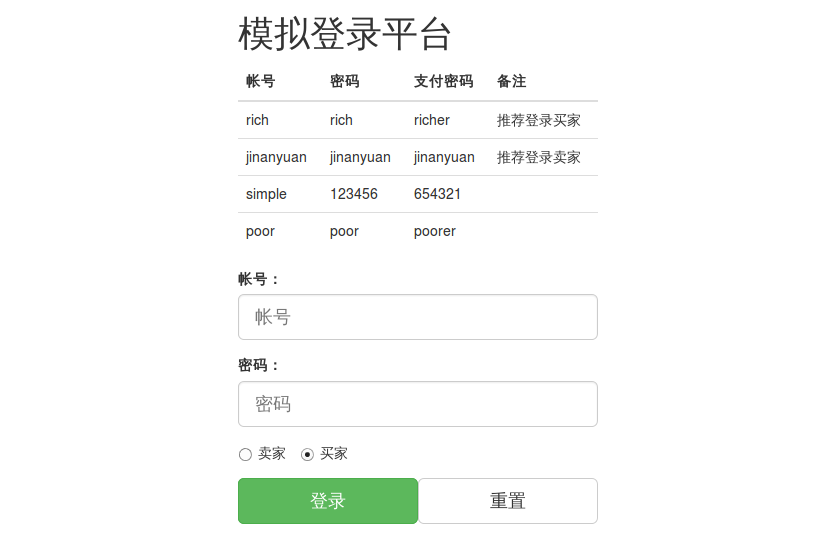 模拟登录平台
帐号 密码 支付密码 备注
rich rich richer 推荐登录买家
jinanyuan jinanyuan jinanyuan 推荐登录卖家
simple 123456 654321
poor poor poorer
帐号：
帐号
密码：
密码
卖家 买家
登录 重置